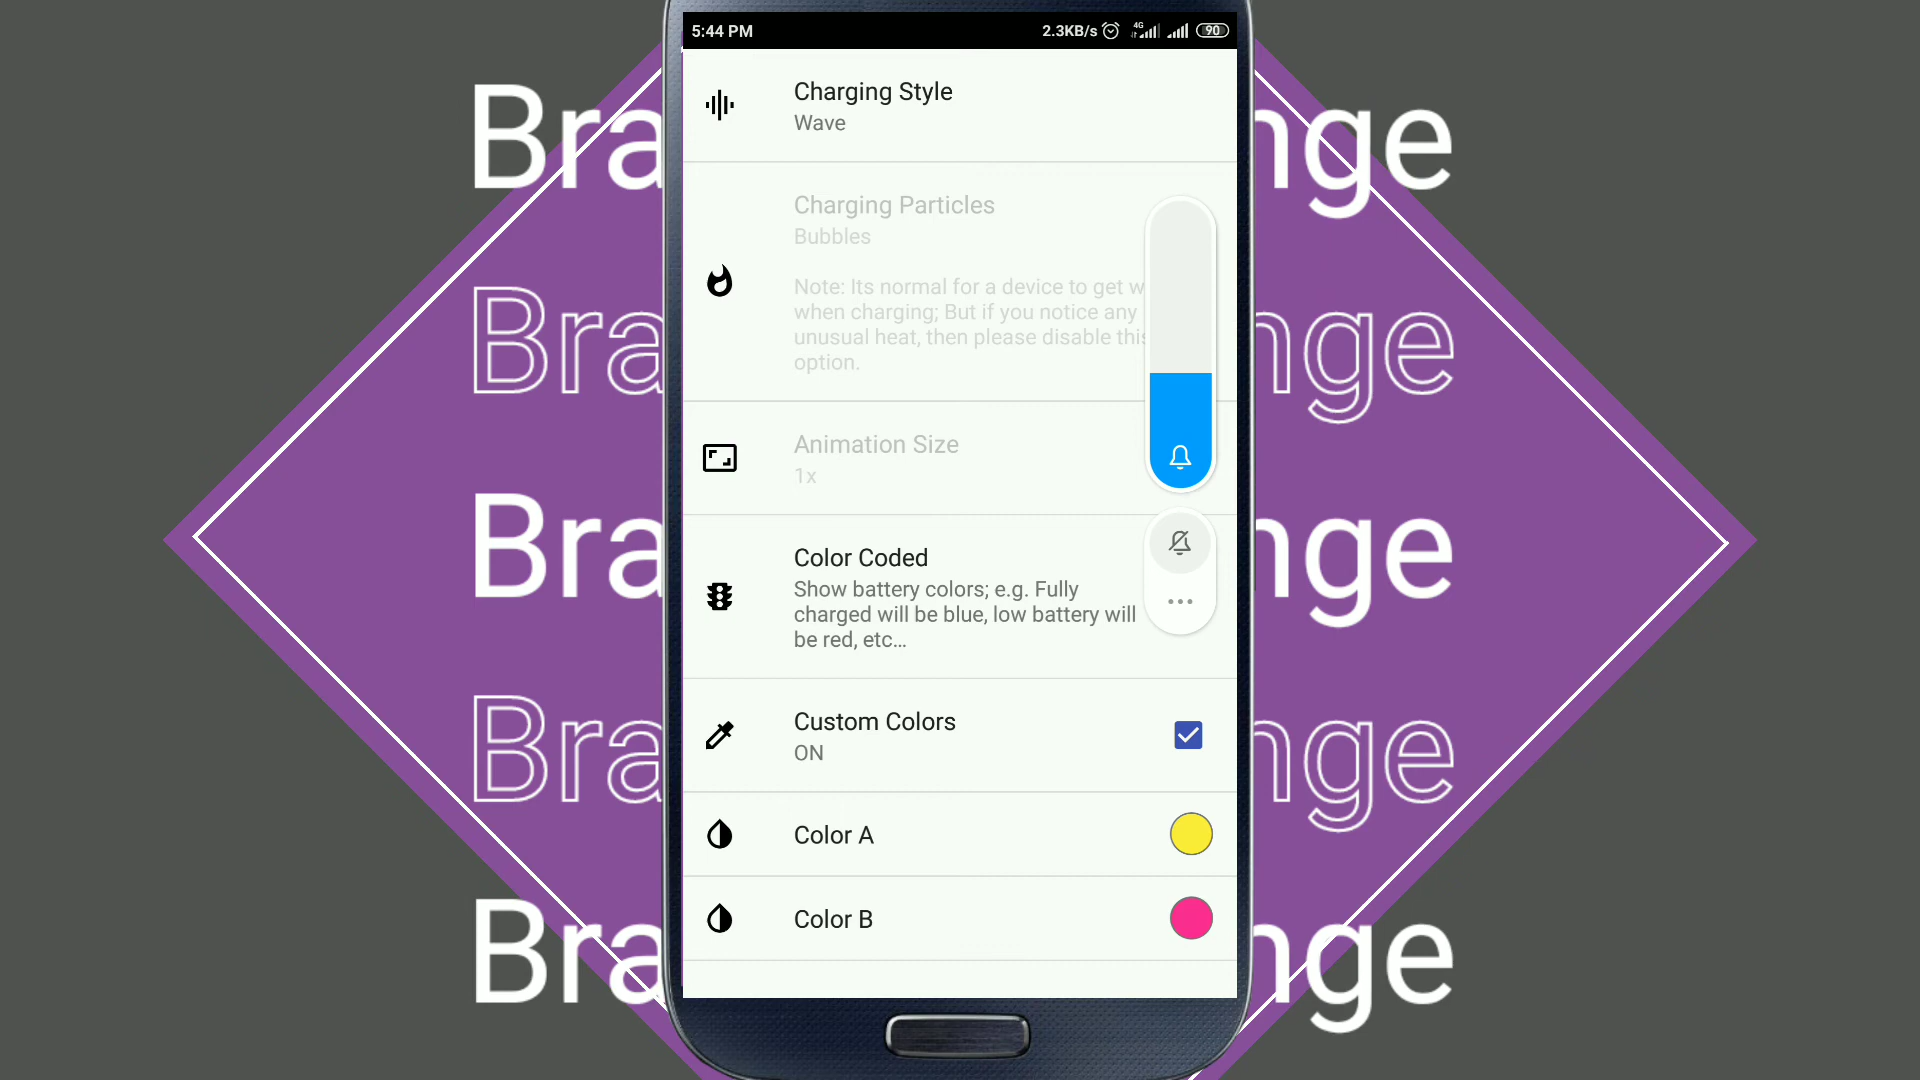 5:44 PM
2.3KB/s 4G 90
Charging Style
Wave
Charging Particles
Bubbles
Note: Its normal for a device to get w
when charging; But if you notice any
unusual heat, then please disable this
option.
Animation Size
1x
Color Coded
Show battery colors; e.g. Fully
charged will be blue, low battery will
be red, etc...
Custom Colors
ON
Color A
Color B
Bra nge
Bra nge
Bra nge
Bra nge
Bra nge